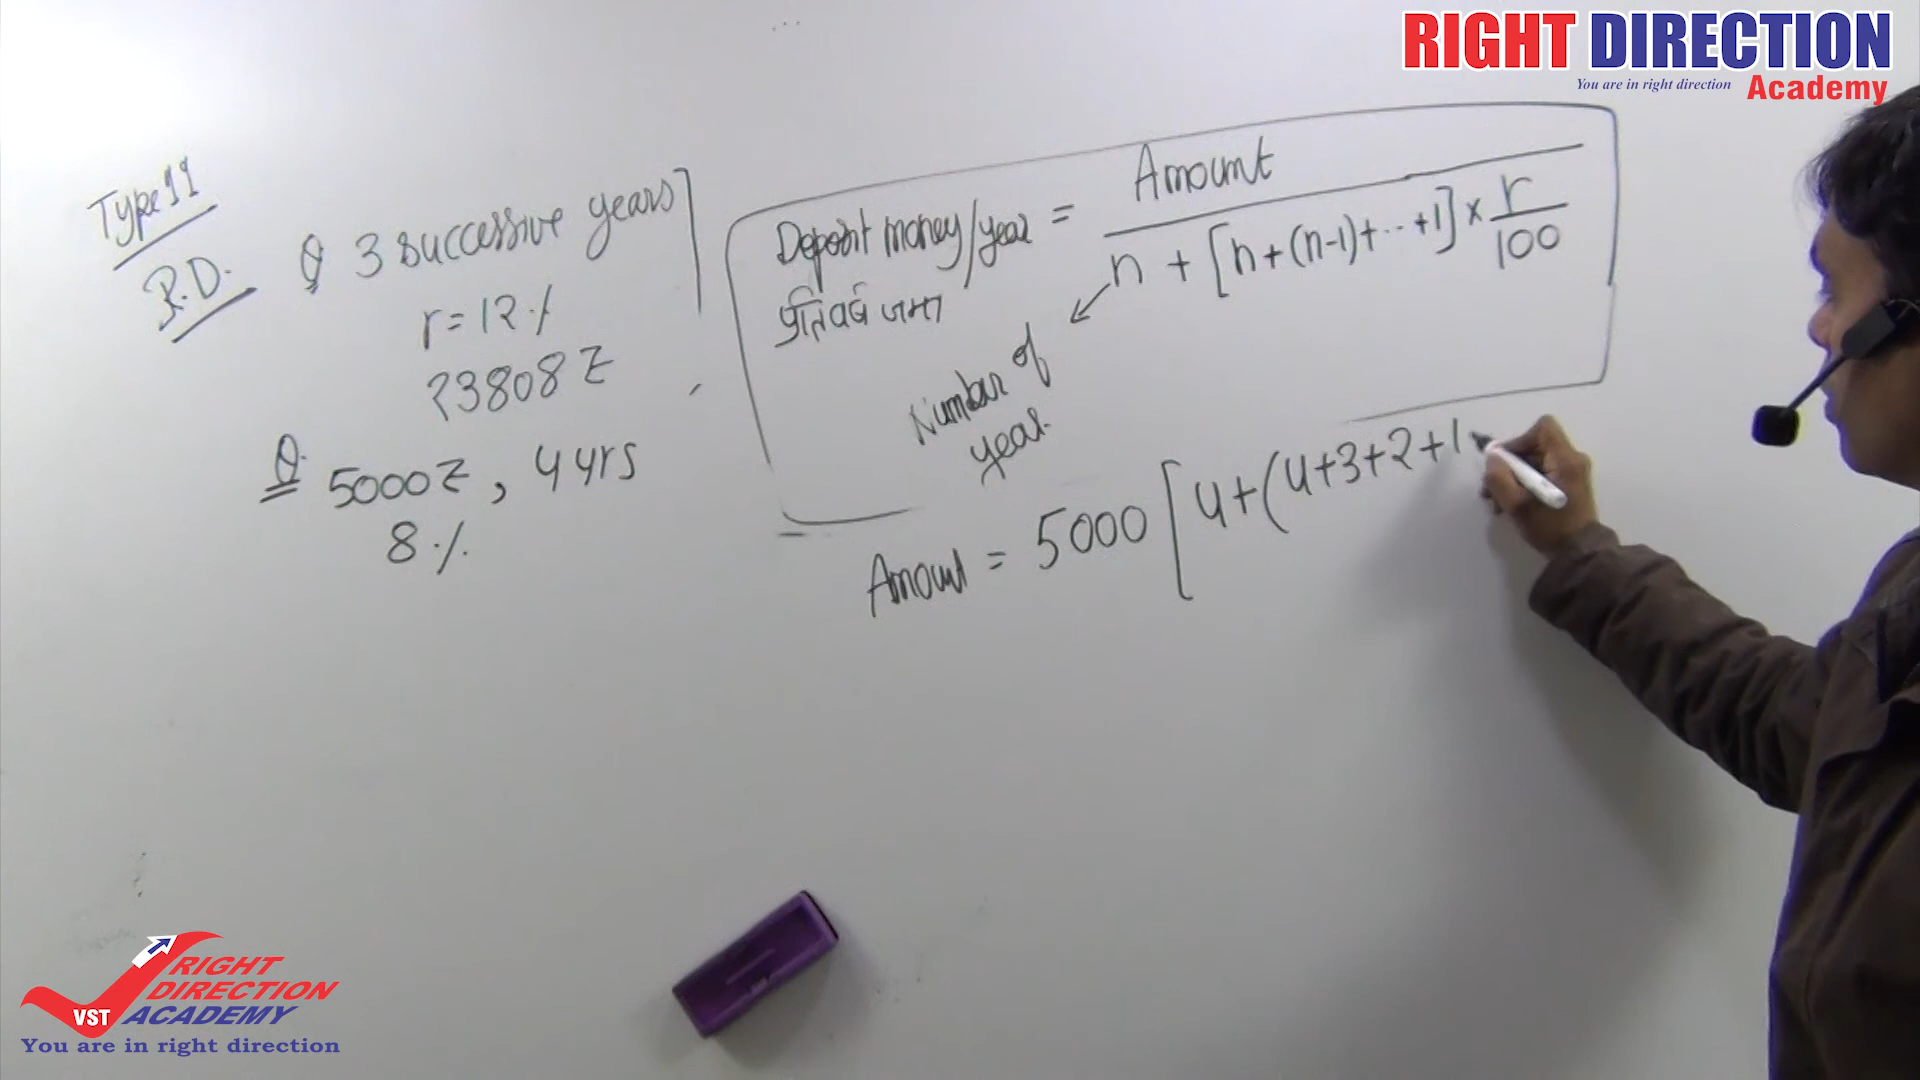 RIGHT DIRECTION
You are in right direction Academy
Type 11
R.D.
Q 3 successive years
r = 12 %
23808 ₹
Q. 5000 ₹, 4 yrs
8 %
Deposit money/year = Amount / n + [n + (n-1) + .. + 1] × r/100
प्रतिवर्ष जमा
Number of
year.
Amount = 5000 [4 + (4+3+2+1
RIGHT
DIRECTION
VST ACADEMY
You are in right direction